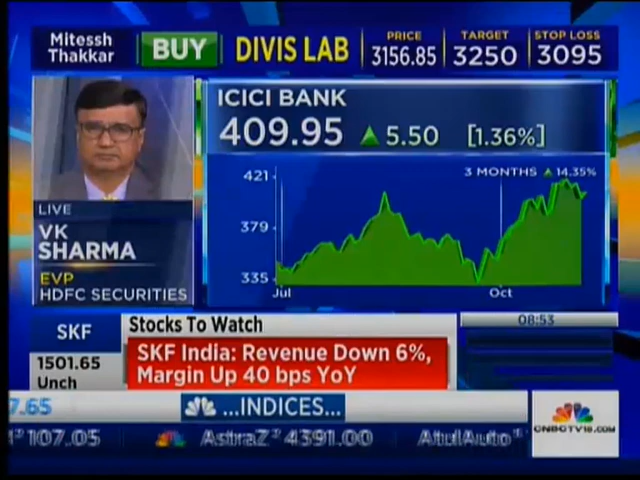 Mitessh
Thakkar
BUY
DIVIS LAB
PRICE
3156.85
TARGET
3250
STOP LOSS
3095
ICICI BANK
409.95 ▲ 5.50 [1.36%]
3 MONTHS ▲ 14.35%
421
379
335
Jul
Oct
LIVE
VK
SHARMA
EVP
HDFC SECURITIES
SKF
1501.65
Unch
Stocks To Watch
SKF India: Revenue Down 6%,
Margin Up 40 bps YoY
08:53
7.65
...INDICES...
107.05
AstraZ 4391.00
AtulAuto
CNBCTV18.COM